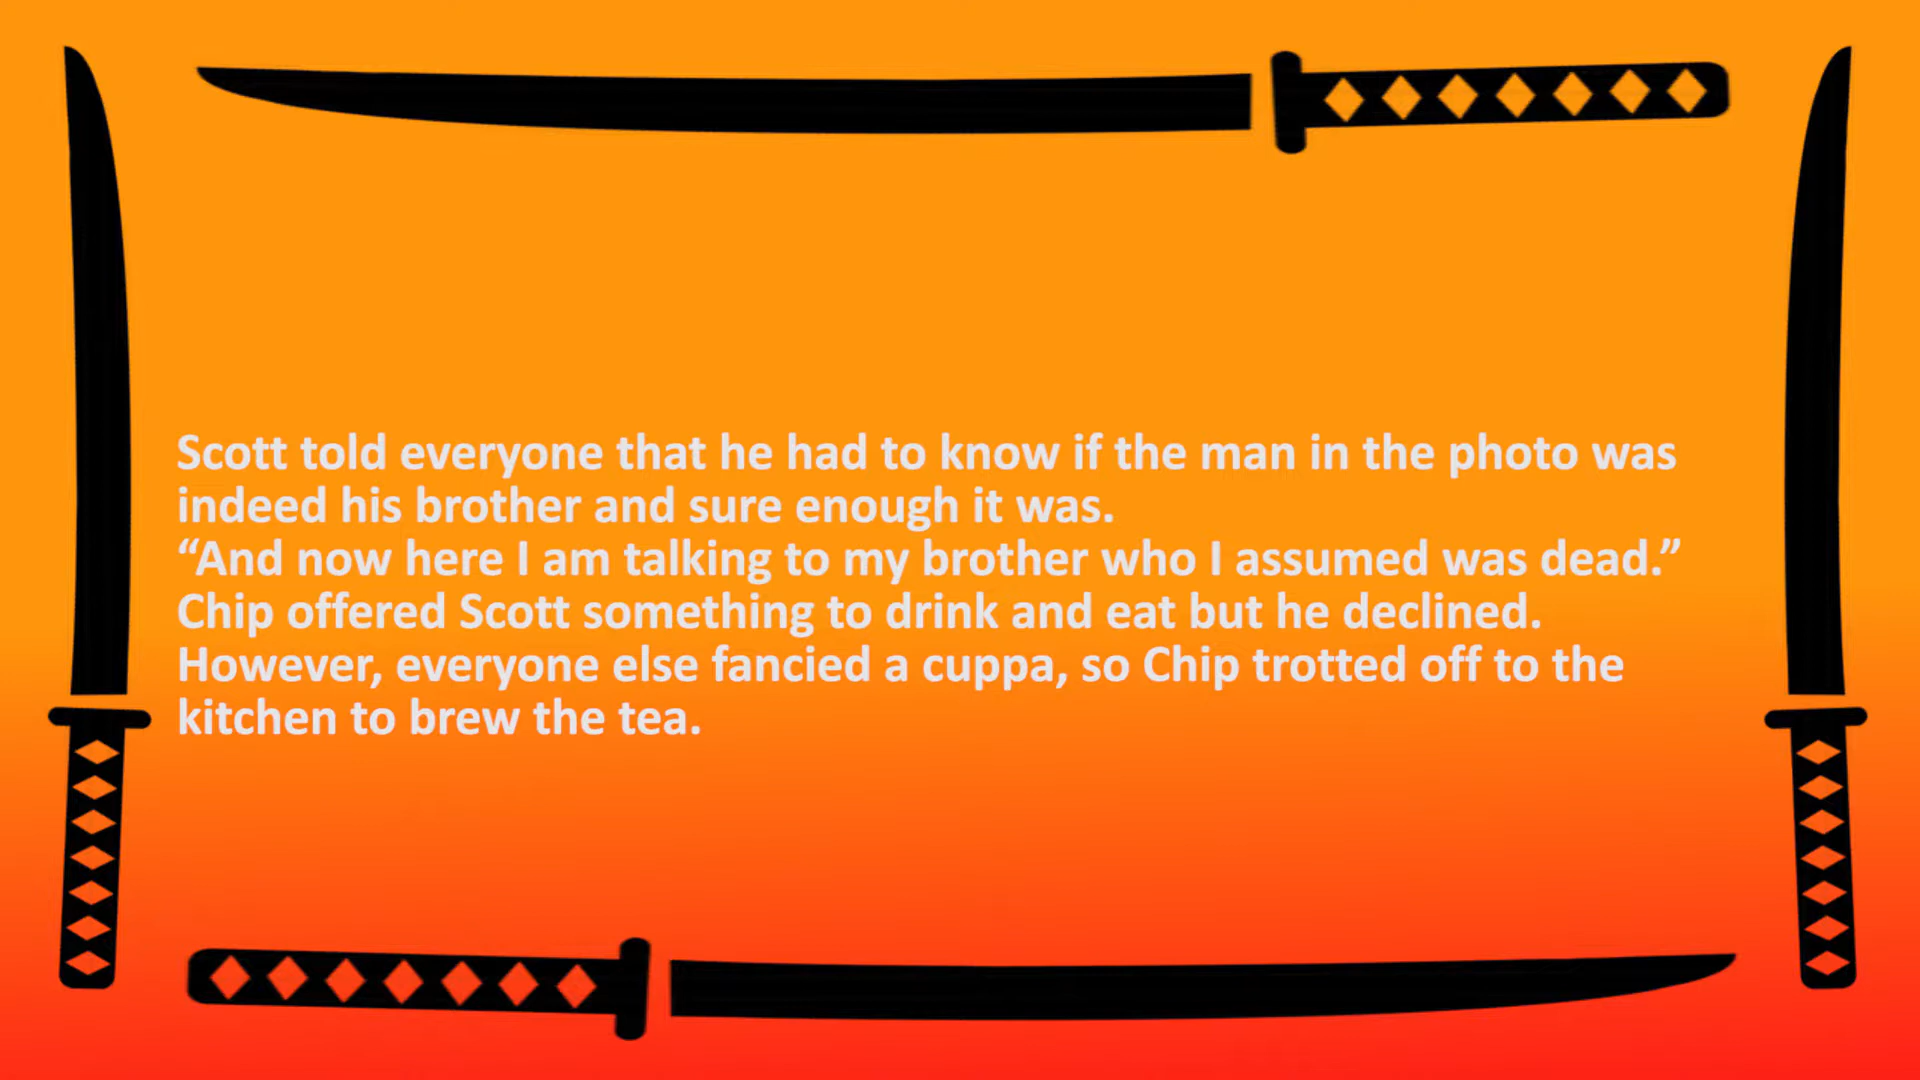 Scott told everyone that he had to know if the man in the photo was
indeed his brother and sure enough it was.
“And now here I am talking to my brother who I assumed was dead.”
Chip offered Scott something to drink and eat but he declined.
However, everyone else fancied a cuppa, so Chip trotted off to the
kitchen to brew the tea.